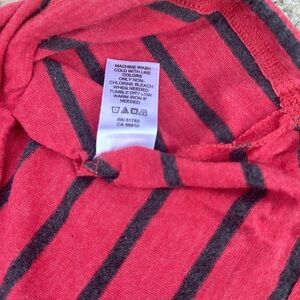 MACHINE WASH
COLD WITH LIKE
COLORS
ONLY NON-
CHLORINE BLEACH
WHEN NEEDED
TUMBLE DRY LOW
WARM IRON IF
NEEDED
RN 51783
CA 56910